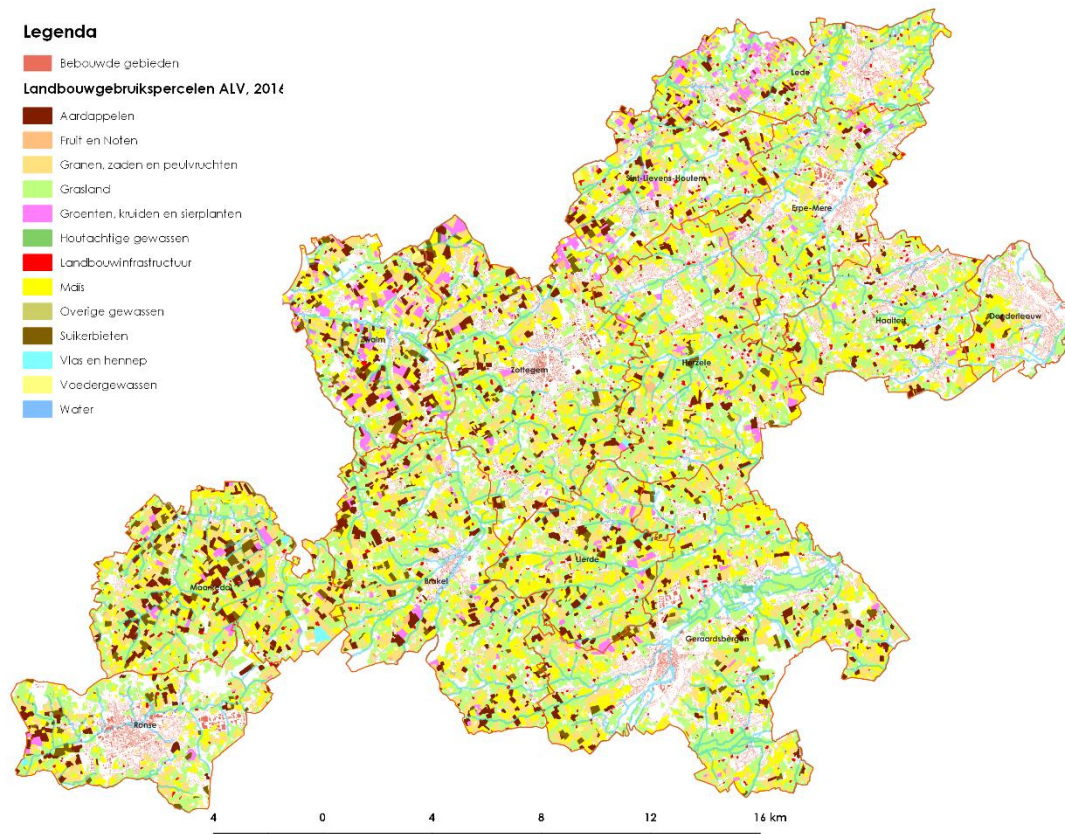 Legenda
Bebouwde gebieden
Landbouwgebruikspercelen ALV, 2016
Aardappelen
Fruit en Noten
Granen, zaden en peulvruchten
Grasland
Groenten, kruiden en sierplanten
Houtachtige gewassen
Landbouwinfrastructuur
Maïs
Overige gewassen
Suikerbieten
Vlas en hennep
Voedergewassen
Water
Lede
Sint-Lievens-Houtem
Erpe-Mere
Haaltert
Denderleeuw
Zwalm
Zottegem
Herzele
Lierde
Brakel
Maarkedal
Geraardsbergen
Ronse
4 0 4 8 12 16 km